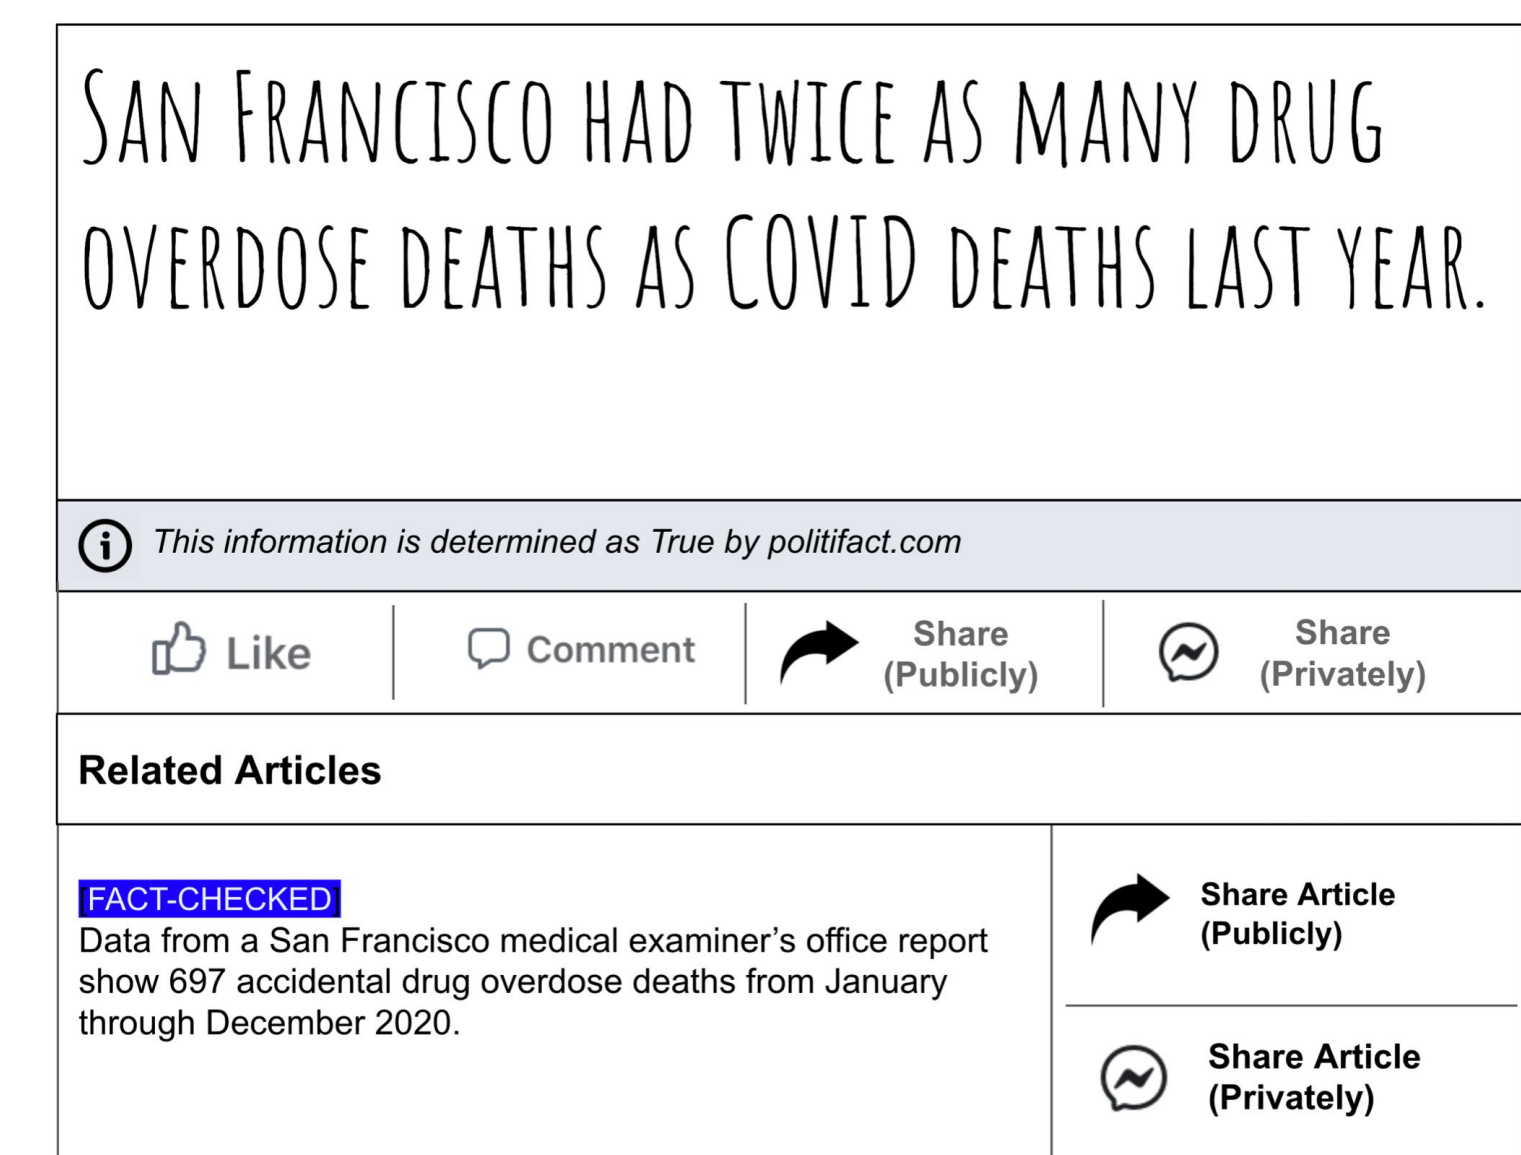 San Francisco had twice as many drug
overdose deaths as COVID deaths last year.
This information is determined as True by politifact.com
Like
Comment
Share
(Publicly)
Share
(Privately)
Related Articles
[FACT-CHECKED]
Data from a San Francisco medical examiner's office report
show 697 accidental drug overdose deaths from January
through December 2020.
Share Article
(Publicly)
Share Article
(Privately)